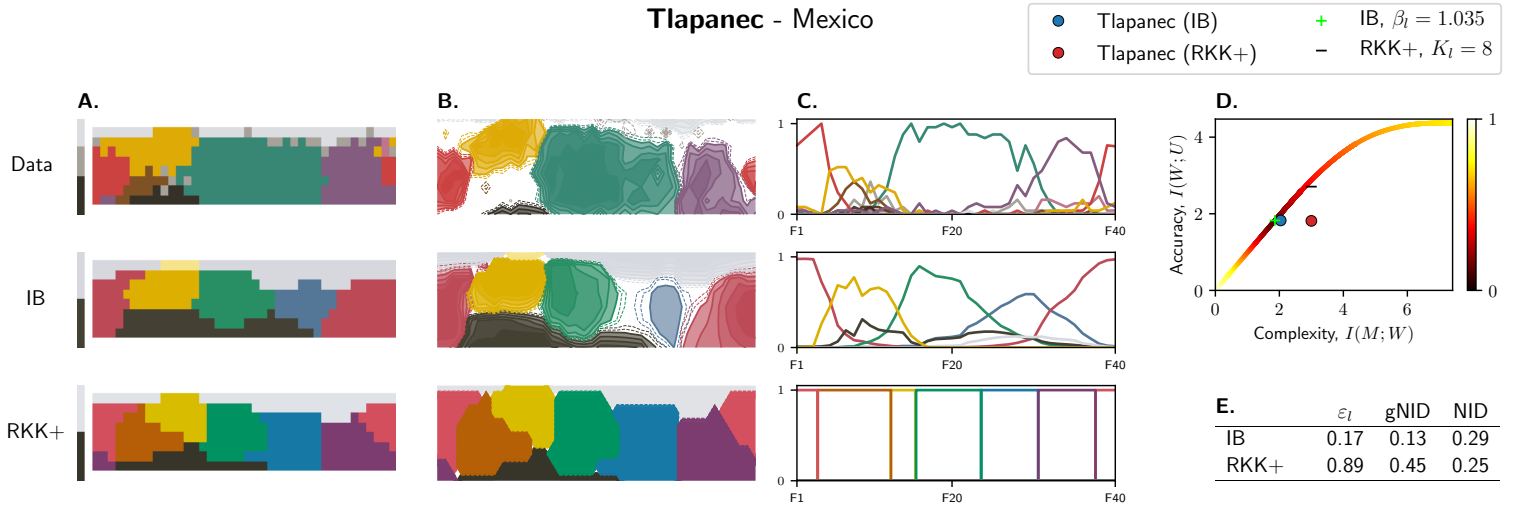 Tlapanec - Mexico
Tlapanec (IB)
Tlapanec (RKK+)
IB, βl = 1.035
RKK+, Kl = 8
A.
B.
C.
D.
Data
IB
RKK+
1
0
F1
F20
F40
1
0
F1
F20
F40
1
0
F1
F20
F40
Accuracy, I(W; U)
4
2
0
0
2
4
6
Complexity, I(M; W)
1
0
E.
εl gNID NID
IB 0.17 0.13 0.29
RKK+ 0.89 0.45 0.25